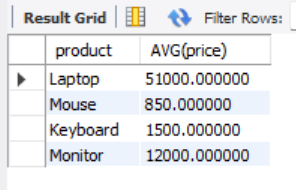 Result Grid Filter Rows:
product AVG(price)
Laptop 51000.000000
Mouse 850.000000
Keyboard 1500.000000
Monitor 12000.000000